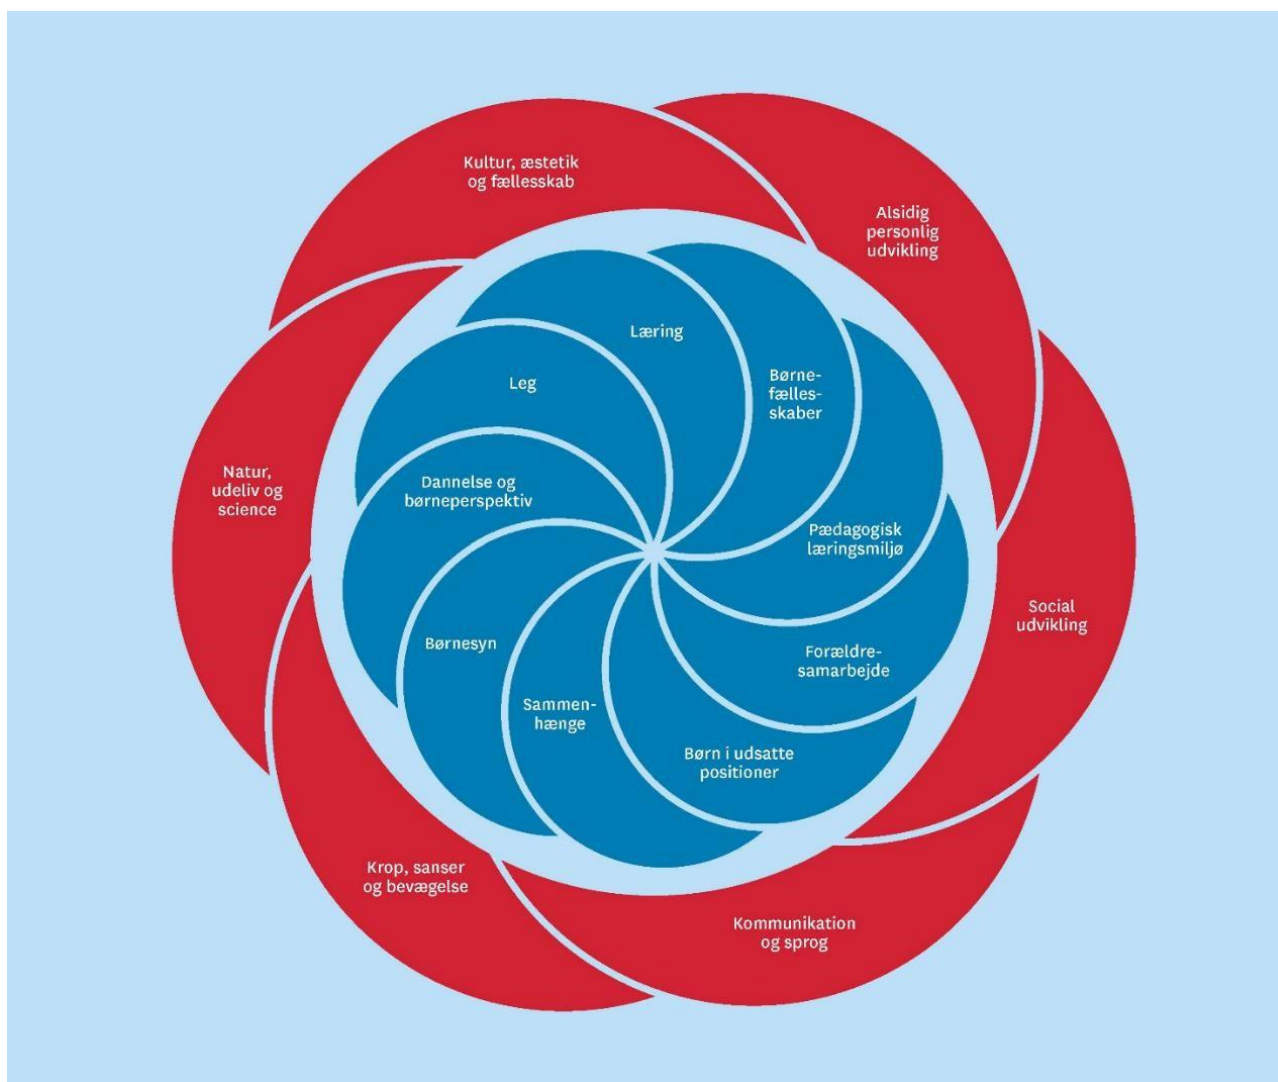 Kultur, æstetik
og fællesskab
Alsidig
personlig
udvikling
Social
udvikling
Kommunikation
og sprog
Krop, sanser
og bevægelse
Natur,
udeliv og
science
Læring
Børne-
fælles-
skaber
Pædagogisk
læringsmiljø
Forældre-
samarbejde
Børn i udsatte
positioner
Sammen-
hænge
Børnesyn
Dannelse og
børneperspektiv
Leg